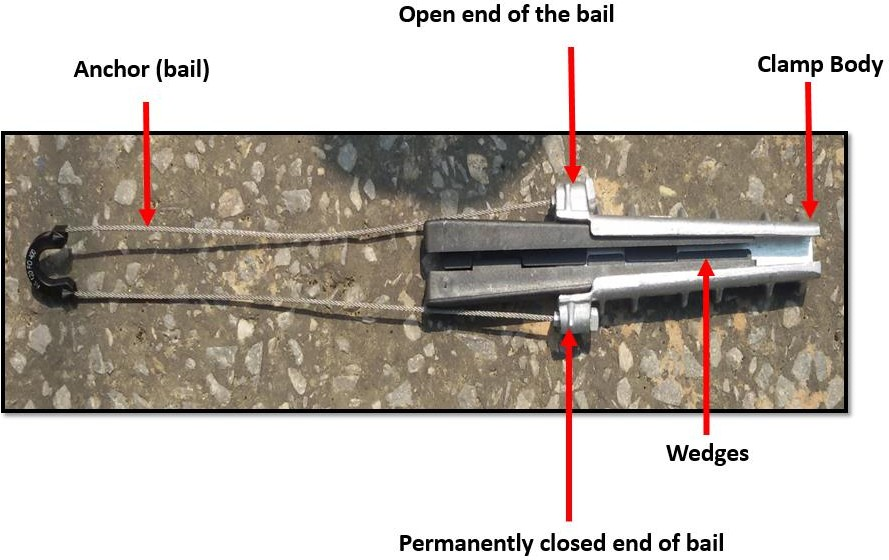 Open end of the bail
Anchor (bail)
Clamp Body
Wedges
Permanently closed end of bail